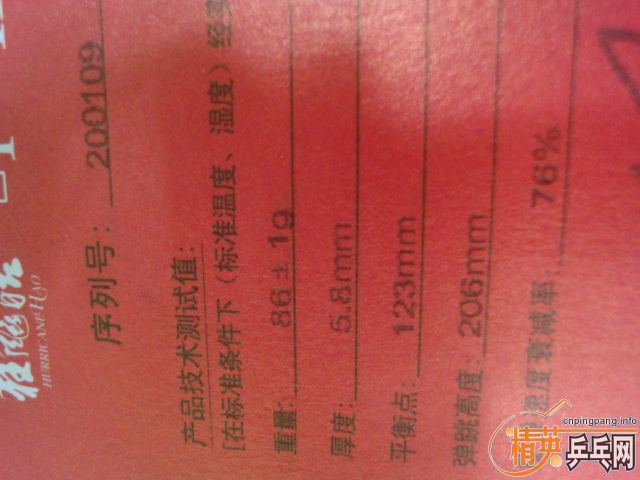 狂飚皓
HURRICANE HAO
序列号: 200109
产品技术测试值:
[在标准条件下（标准温度、湿度）经
重量: 86±1g
厚度: 5.8mm
平衡点: 123mm
弹跳高度: 206mm
速度衰减率: 76%
cnpingpang.info
精英乒乓网